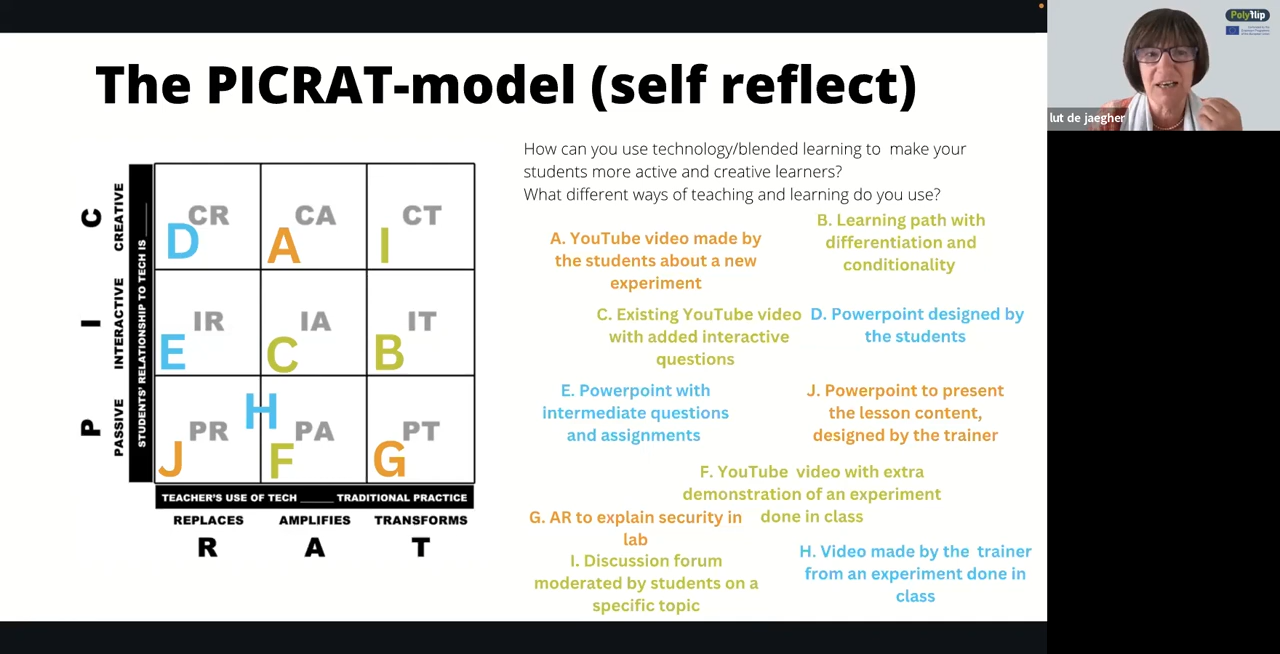 The PICRAT-model (self reflect)
How can you use technology/blended learning to make your
students more active and creative learners?
What different ways of teaching and learning do you use?
C
CREATIVE
I
INTERACTIVE
P
PASSIVE
STUDENTS' RELATIONSHIP TO TECH IS ____
CR
D
CA
A
CT
I
IR
E
IA
C
IT
B
PR
J
H
PA
F
PT
G
TEACHER'S USE OF TECH _____ TRADITIONAL PRACTICE
REPLACES
AMPLIFIES
TRANSFORMS
R
A
T
A. YouTube video made by
the students about a new
experiment
B. Learning path with
differentiation and
conditionality
C. Existing YouTube video
with added interactive
questions
D. Powerpoint designed by
the students
E. Powerpoint with
intermediate questions
and assignments
J. Powerpoint to present
the lesson content,
designed by the trainer
F. YouTube video with extra
demonstration of an experiment
done in class
G. AR to explain security in
lab
I. Discussion forum
moderated by students on a
specific topic
H. Video made by the trainer
from an experiment done in
class
Polyflip
lut de jaegher